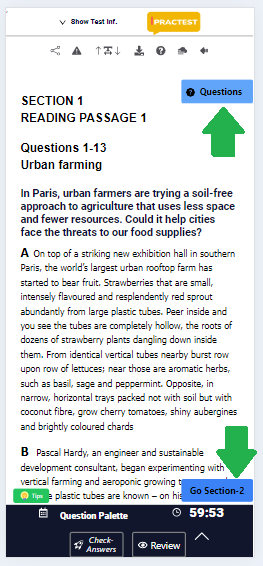 Show Test Inf.
PRACTEST
Questions
SECTION 1
READING PASSAGE 1
Questions 1-13
Urban farming
In Paris, urban farmers are trying a soil-free
approach to agriculture that uses less space
and fewer resources. Could it help cities
face the threats to our food supplies?
A On top of a striking new exhibition hall in southern
Paris, the world's largest urban rooftop farm has
started to bear fruit. Strawberries that are small,
intensely flavoured and resplendently red sprout
abundantly from large plastic tubes. Peer inside and
you see the tubes are completely hollow, the roots of
dozens of strawberry plants dangling down inside
them. From identical vertical tubes nearby burst row
upon row of lettuces; near those are aromatic herbs,
such as basil, sage and peppermint. Opposite, in
narrow, horizontal trays packed not with soil but with
coconut fibre, grow cherry tomatoes, shiny aubergines
and brightly coloured chards
B Pascal Hardy, an engineer and sustainable
development consultant, began experimenting with
vertical farming and aeroponic growing
Go Section-2
Tips
plastic tubes are known – on his
Question Palette
59:53
Check-
Answers
Review